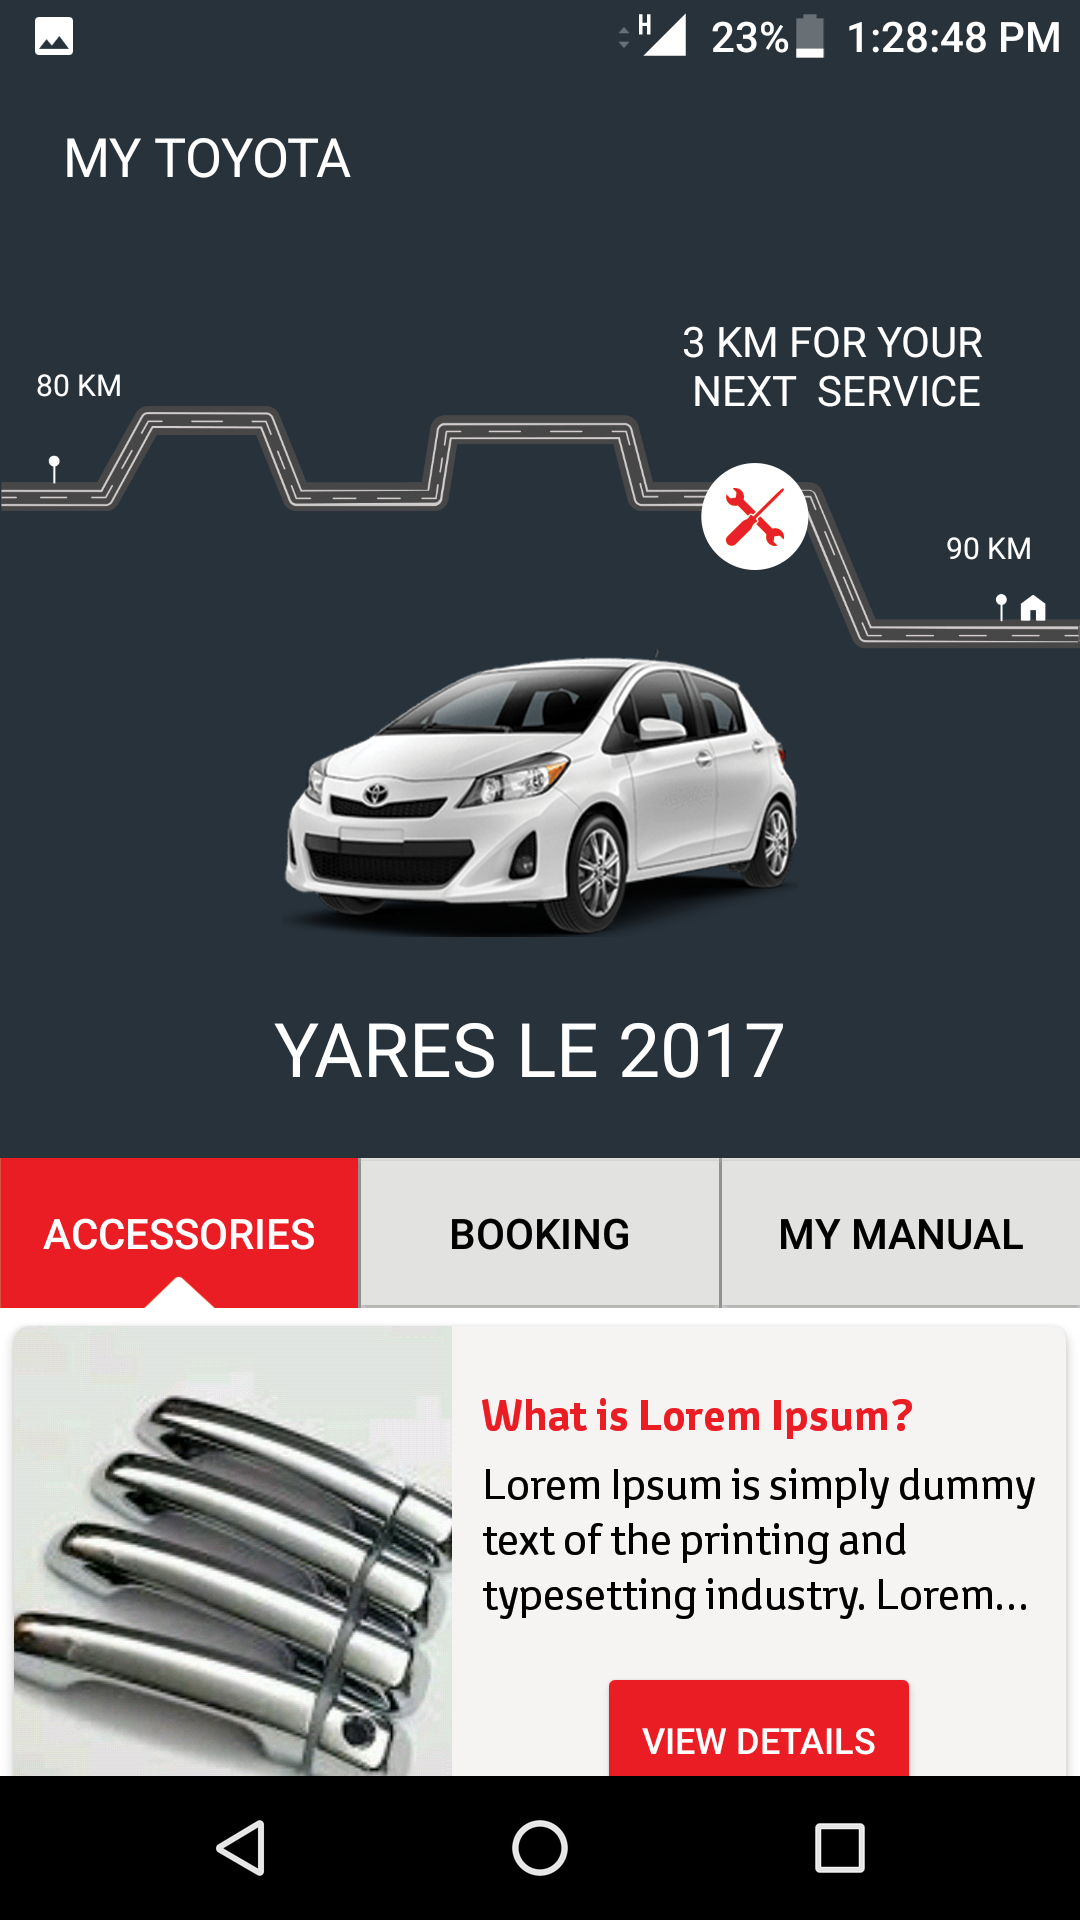 H 23% 1:28:48 PM
MY TOYOTA
3 KM FOR YOUR
NEXT SERVICE
80 KM
90 KM
YARES LE 2017
ACCESSORIES BOOKING MY MANUAL
What is Lorem Ipsum?
Lorem Ipsum is simply dummy
text of the printing and
typesetting industry. Lorem...
VIEW DETAILS